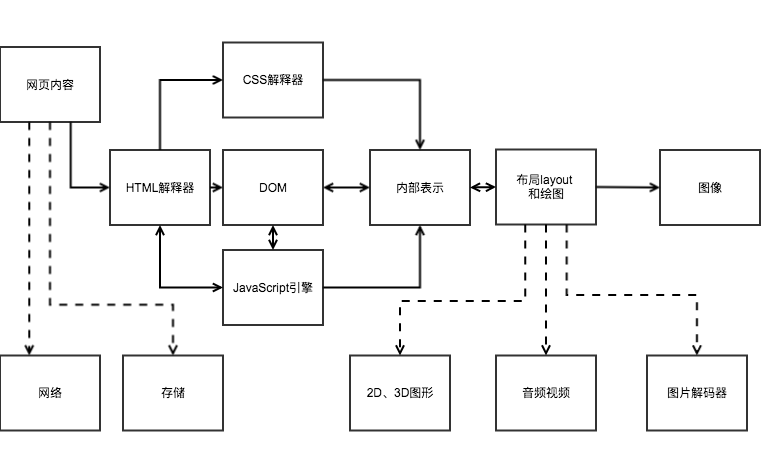 CSS解释器
网页内容
HTML解释器
DOM
内部表示
布局layout
和绘图
图像
JavaScript引擎
网络
存储
2D、3D图形
音频视频
图片解码器